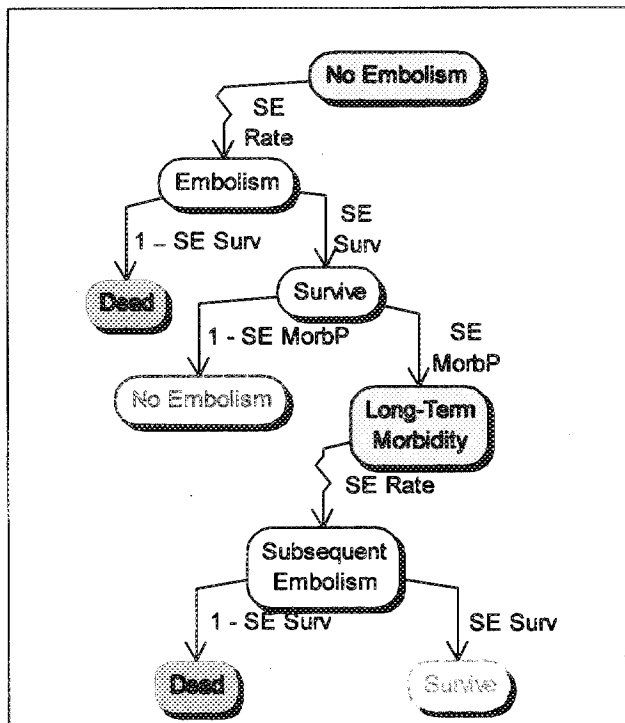 No Embolism
SE
Rate
Embolism
1 - SE Surv
SE
Surv
Dead
Survive
1 - SE MorbP
SE
MorbP
No Embolism
Long-Term
Morbidity
SE Rate
Subsequent
Embolism
1 - SE Surv
SE Surv
Dead
Survive